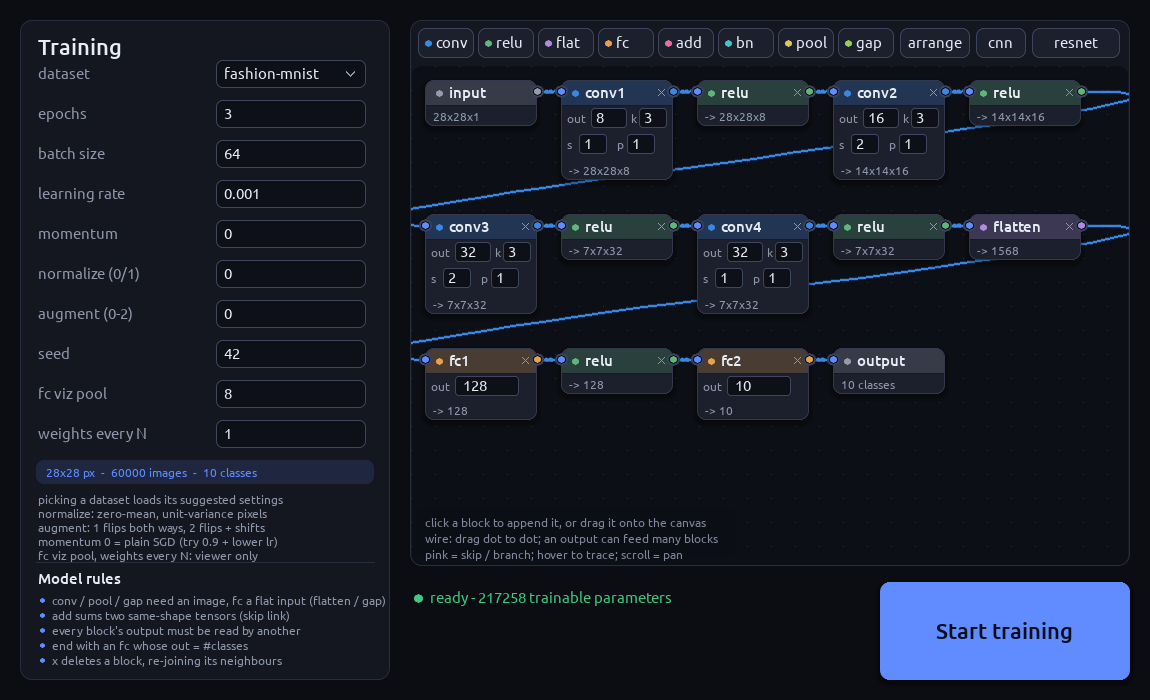 Training
dataset fashion-mnist
epochs 3
batch size 64
learning rate 0.001
momentum 0
normalize (0/1) 0
augment (0-2) 0
seed 42
fc viz pool 8
weights every N 1
28x28 px - 60000 images - 10 classes
picking a dataset loads its suggested settings
normalize: zero-mean, unit-variance pixels
augment: 1 flips both ways, 2 flips + shifts
momentum 0 = plain SGD (try 0.9 + lower lr)
fc viz pool, weights every N: viewer only
Model rules
conv / pool / gap need an image, fc a flat input (flatten / gap)
add sums two same-shape tensors (skip link)
every block's output must be read by another
end with an fc whose out = #classes
x deletes a block, re-joining its neighbours
conv relu flat fc add bn pool gap arrange cnn resnet
input
28x28x1
conv1 ×
out 8 k 3
s 1 p 1
-> 28x28x8
relu ×
-> 28x28x8
conv2 ×
out 16 k 3
s 2 p 1
-> 14x14x16
relu ×
-> 14x14x16
conv3 ×
out 32 k 3
s 2 p 1
-> 7x7x32
relu ×
-> 7x7x32
conv4 ×
out 32 k 3
s 1 p 1
-> 7x7x32
relu ×
-> 7x7x32
flatten ×
-> 1568
fc1 ×
out 128
-> 128
relu ×
-> 128
fc2 ×
out 10
-> 10
output
10 classes
click a block to append it, or drag it onto the canvas
wire: drag dot to dot; an output can feed many blocks
pink = skip / branch; hover to trace; scroll = pan
ready - 217258 trainable parameters
Start training